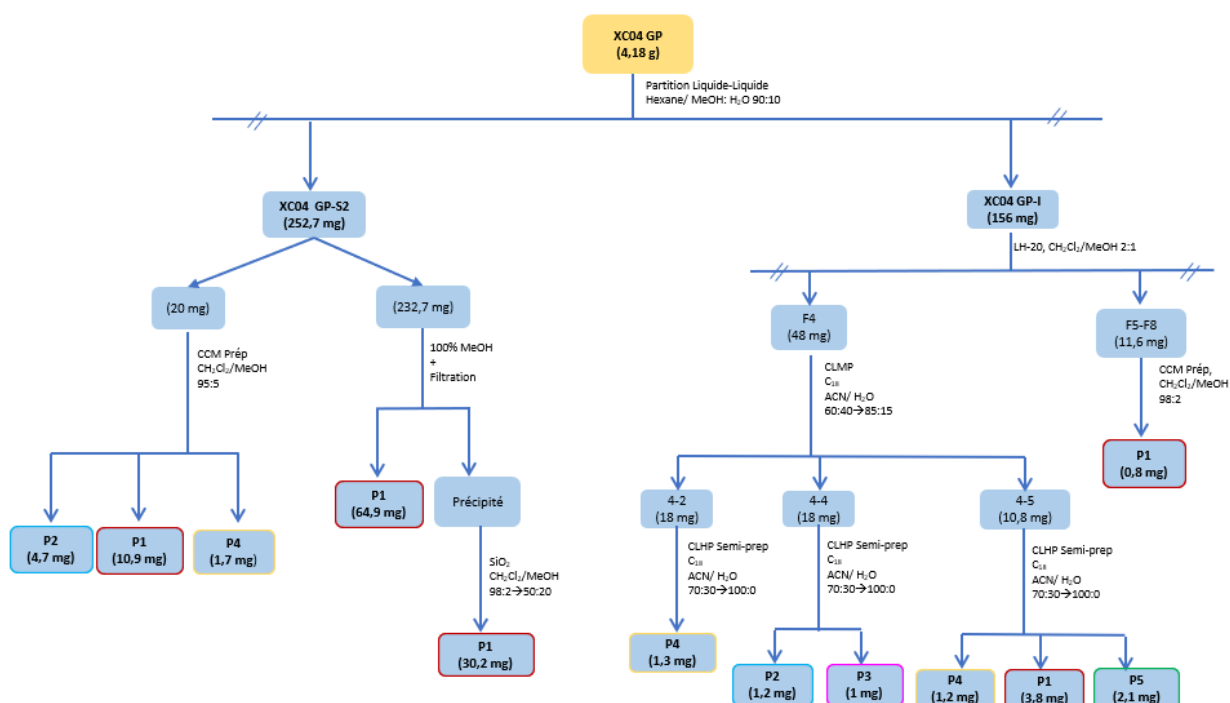 XC04 GP
(4,18 g)
Partition Liquide-Liquide
Hexane/ MeOH: H₂O 90:10
XC04 GP-S2
(252,7 mg)
XC04 GP-I
(156 mg)
LH-20, CH₂Cl₂/MeOH 2:1
(20 mg)
(232,7 mg)
F4
(48 mg)
F5-F8
(11,6 mg)
CCM Prép
CH₂Cl₂/MeOH
95:5
100% MeOH
+
Filtration
CLMP
C₁₈
ACN/ H₂O
60:40→85:15
CCM Prép,
CH₂Cl₂/MeOH
98:2
P1
(0,8 mg)
P1
(64,9 mg)
Précipité
4-2
(18 mg)
4-4
(18 mg)
4-5
(10,8 mg)
P2
(4,7 mg)
P1
(10,9 mg)
P4
(1,7 mg)
SiO₂
CH₂Cl₂/MeOH
98:2→50:20
CLHP Semi-prep
C₁₈
ACN/ H₂O
70:30→100:0
CLHP Semi-prep
C₁₈
ACN/ H₂O
70:30→100:0
CLHP Semi-prep
C₁₈
ACN/ H₂O
70:30→100:0
P1
(30,2 mg)
P4
(1,3 mg)
P2
(1,2 mg)
P3
(1 mg)
P4
(1,2 mg)
P1
(3,8 mg)
P5
(2,1 mg)